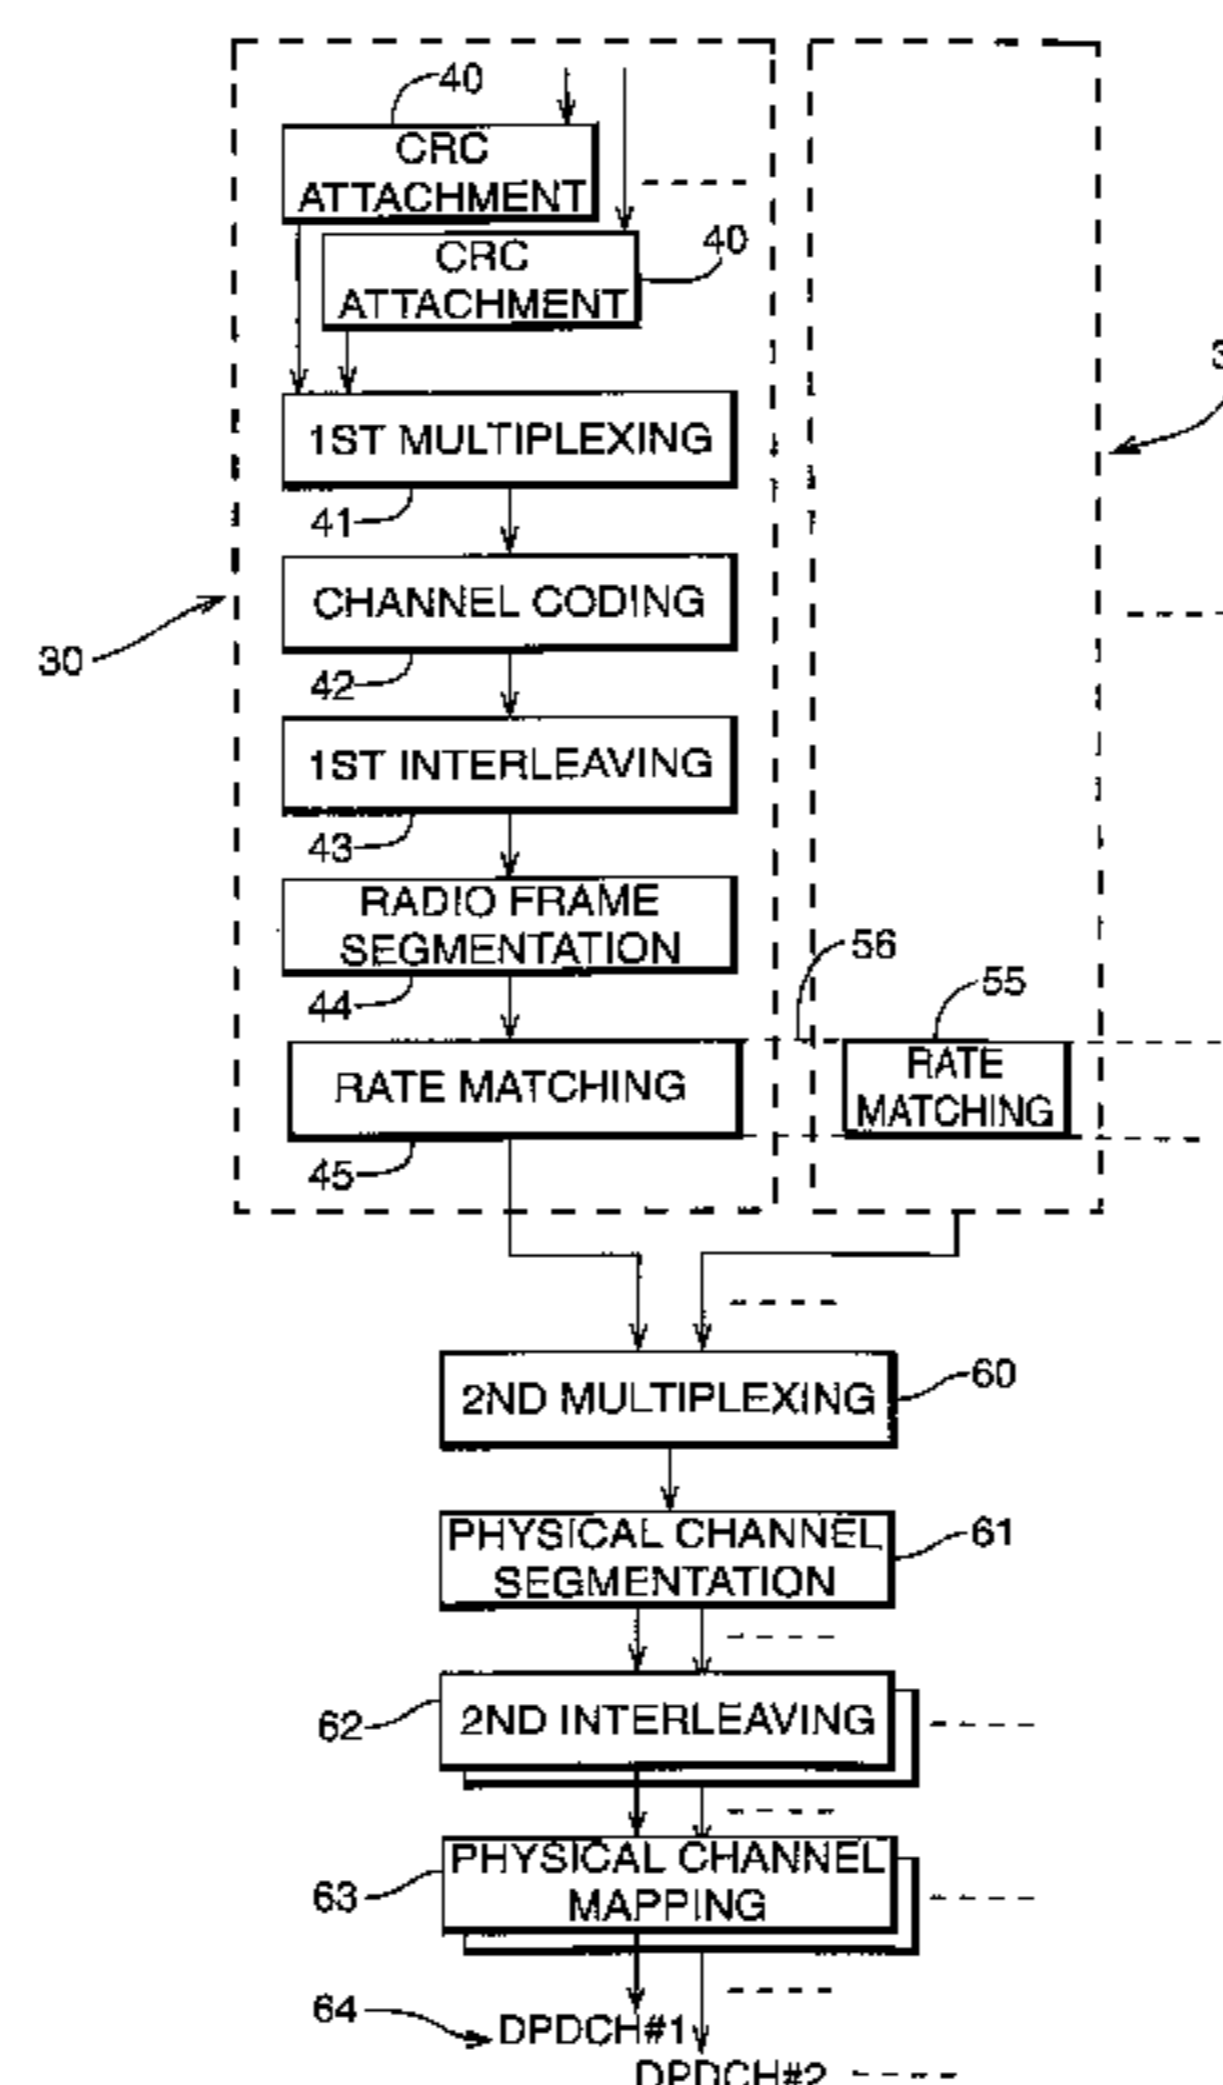 40
CRC
ATTACHMENT
40
CRC
ATTACHMENT
1ST MULTIPLEXING
41
CHANNEL CODING
30
42
1ST INTERLEAVING
43
RADIO FRAME
SEGMENTATION
56
55
44
RATE MATCHING
RATE
MATCHING
45
2ND MULTIPLEXING
60
PHYSICAL CHANNEL
SEGMENTATION
61
62
2ND INTERLEAVING
PHYSICAL CHANNEL
MAPPING
63
64
DPDCH#1
DPDCH#2